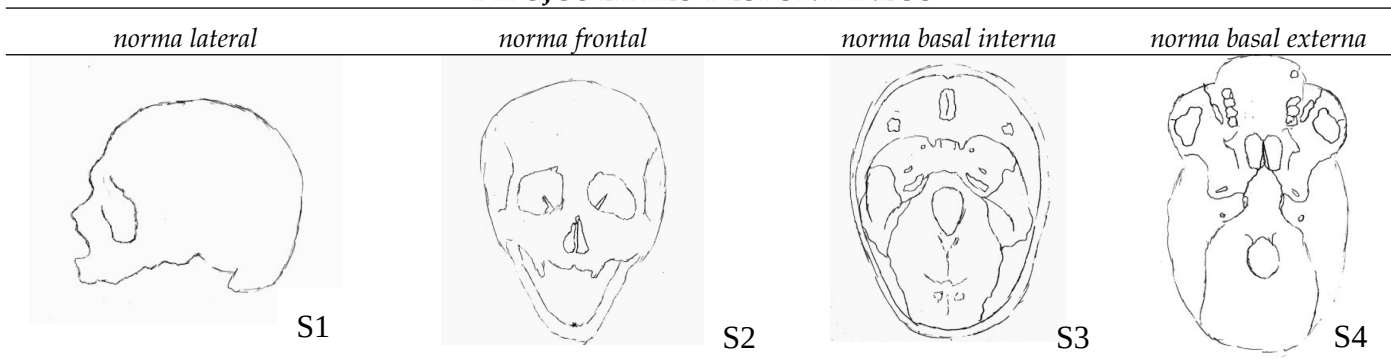 norma lateral norma frontal norma basal interna norma basal externa
S1 S2 S3 S4